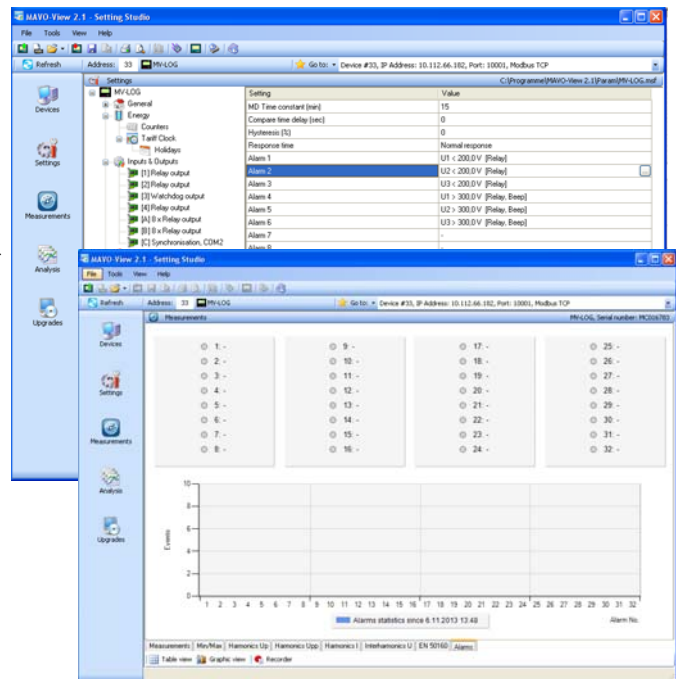 MAVO-View 2.1 - Setting Studio
File Tools View Help
Refresh Address: 33 MV-LOG Go to: Device #33, IP Address: 10.112.66.182, Port: 10001, Modbus TCP
Settings C:\Programme\MAVO-View 2.1\Param\MV-LOG.msf
Devices
Settings
Measurements
Analysis
Upgrades
MV-LOG
General
Energy
Counters
Tariff Clock
Holidays
Inputs & Outputs
[1] Relay output
[2] Relay output
[3] Watchdog output
[4] Relay output
[A] 8 x Relay output
[B] 8 x Relay output
[C] Synchronisation, COM2
Setting Value
MD Time constant (min) 15
Compare time delay (sec) 0
Hysteresis (%) 0
Response time Normal response
Alarm 1 U1 < 200,0 V [Relay]
Alarm 2 U2 < 200,0 V [Relay] ...
Alarm 3 U3 < 200,0 V [Relay]
Alarm 4 U1 > 300,0 V [Relay, Beep]
Alarm 5 U2 > 300,0 V [Relay, Beep]
Alarm 6 U3 > 300,0 V [Relay, Beep]
Alarm 7 -
Alarm 8 -
MAVO-View 2.1 - Setting Studio
File Tools View Help
Refresh Address: 33 MV-LOG Go to: Device #33, IP Address: 10.112.66.182, Port: 10001, Modbus TCP
Measurements MV-LOG, Serial number: MC016783
Devices
Settings
Measurements
Analysis
Upgrades
1: - 9: - 17: - 25: -
2: - 10: - 18: - 26: -
3: - 11: - 19: - 27: -
4: - 12: - 20: - 28: -
5: - 13: - 21: - 29: -
6: - 14: - 22: - 30: -
7: - 15: - 23: - 31: -
8: - 16: - 24: - 32: -
Events
10
8
6
4
2
0
1 2 3 4 5 6 7 8 9 10 11 12 13 14 15 16 17 18 19 20 21 22 23 24 25 26 27 28 29 30 31 32
Alarms statistics since 6.11.2013 13:48 Alarm No.
Measurements Min/Max Harmonics Up Harmonics Upp Harmonics I Interharmonics U EN 50160 Alarms
Table view Graphic view Recorder